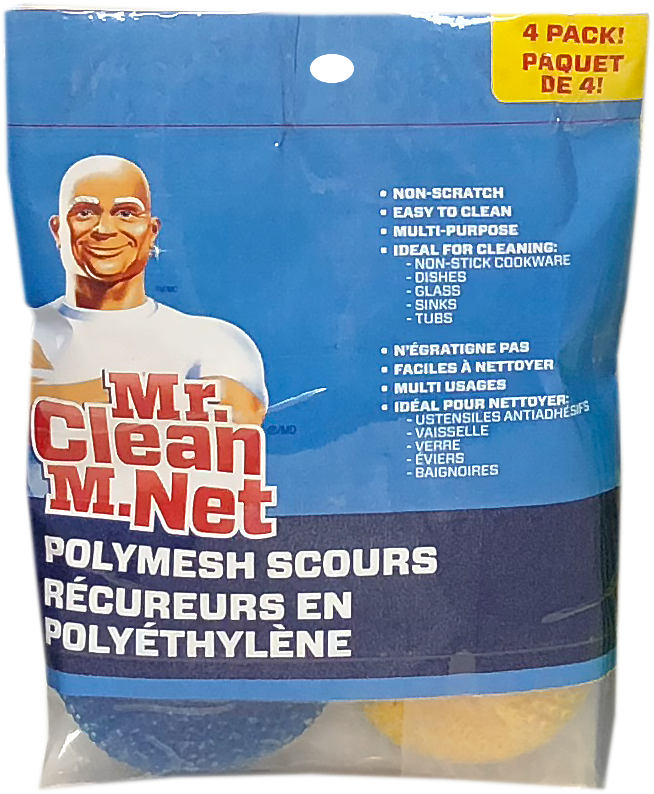 4 PACK!
PAQUET
DE 4!
• NON-SCRATCH
• EASY TO CLEAN
• MULTI-PURPOSE
• IDEAL FOR CLEANING:
- NON-STICK COOKWARE
- DISHES
- GLASS
- SINKS
- TUBS
• N'ÉGRATIGNE PAS
• FACILES À NETTOYER
• MULTI USAGES
• IDÉAL POUR NETTOYER:
- USTENSILES ANTIADHÉSIFS
- VAISSELLE
- VERRE
- ÉVIERS
- BAIGNOIRES
Mr.
Clean
®/MD
M.Net
POLYMESH SCOURS
RÉCUREURS EN
POLYÉTHYLÈNE